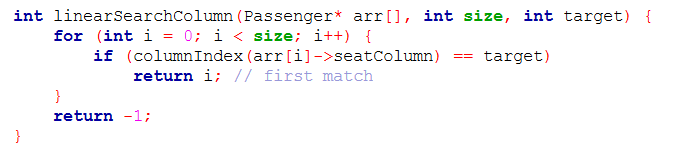 int linearSearchColumn(Passenger* arr[], int size, int target) {
    for (int i = 0; i < size; i++) {
        if (columnIndex(arr[i]->seatColumn) == target)
            return i; // first match
    }
    return -1;
}